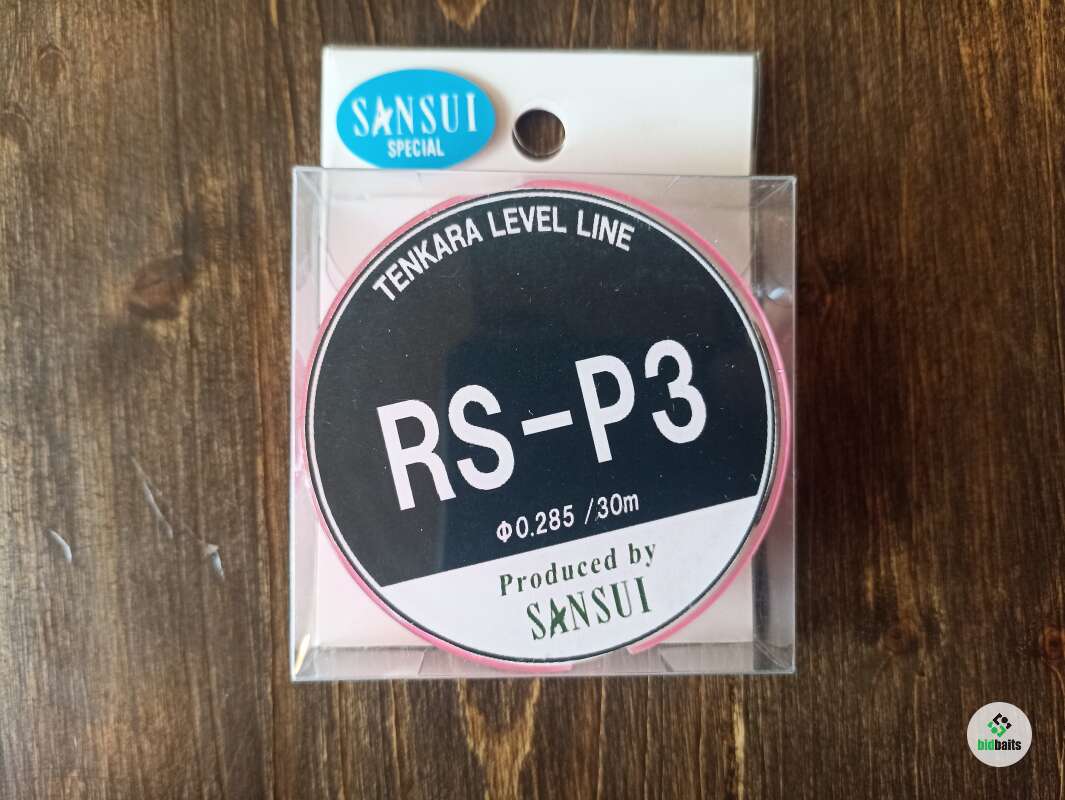 SANSUI
SPECIAL
TENKARA LEVEL LINE
RS-P3
Φ0.285 /30m
Produced by
SANSUI
bidbaits